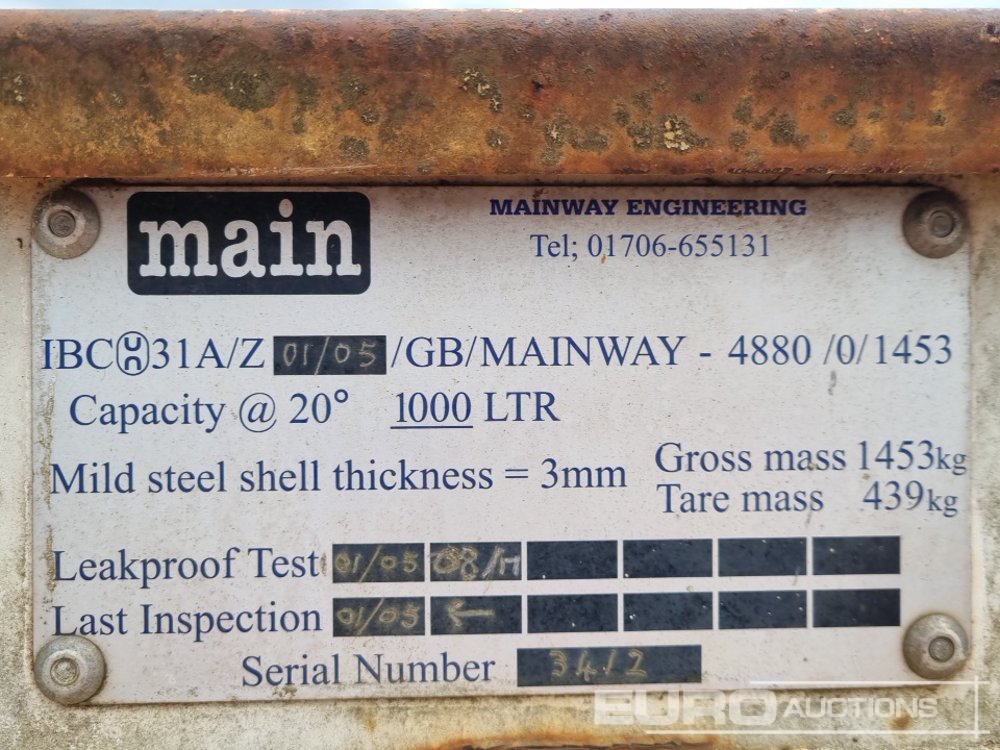 main
MAINWAY ENGINEERING
Tel; 01706-655131
IBC 31A/Z 01/05 /GB/MAINWAY - 4880 /0/1453
Capacity @ 20° 1000 LTR
Mild steel shell thickness = 3mm
Gross mass 1453kg
Tare mass 439kg
Leakproof Test 01/05
Last Inspection 01/05 ←
Serial Number 3412
EURO AUCTIONS